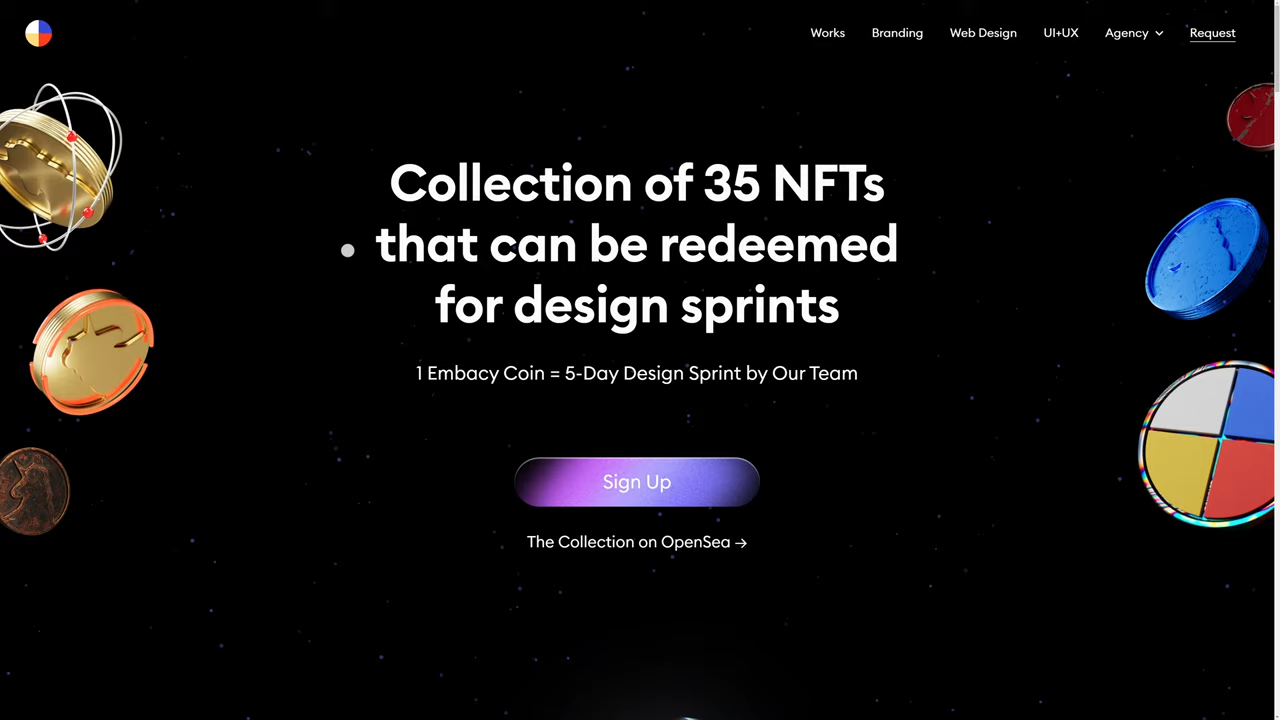 Works
Branding
Web Design
UI+UX
Agency
Request
Collection of 35 NFTs
that can be redeemed
for design sprints
1 Embacy Coin = 5-Day Design Sprint by Our Team
Sign Up
The Collection on OpenSea →